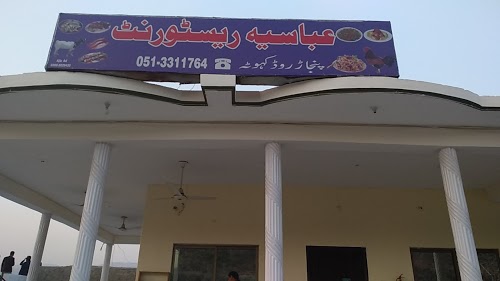 عباسیہ ریسٹورنٹ
پنجاڑ روڈ کہوٹہ ☎ 051-3311764